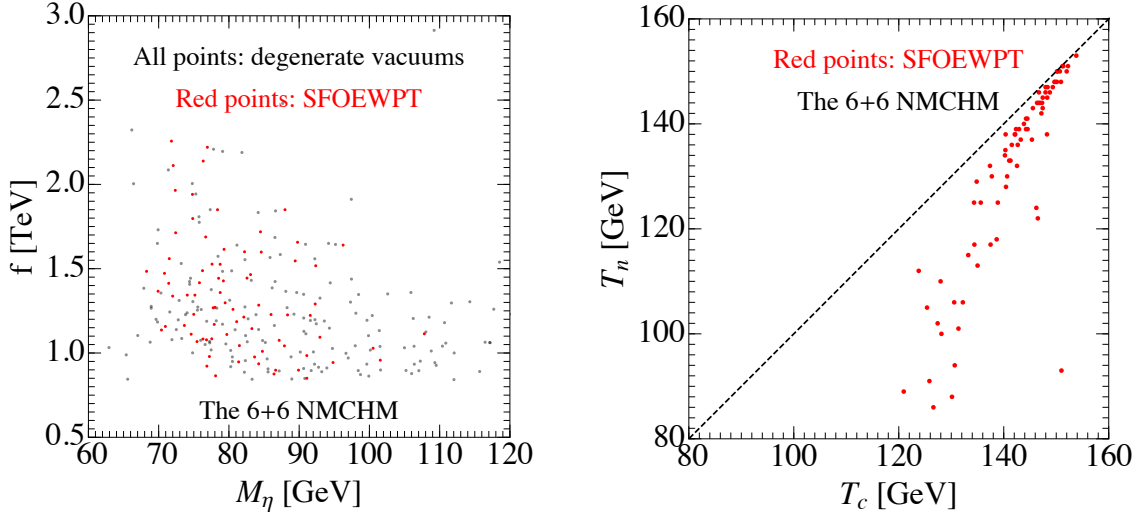 3.0
2.5
2.0
1.5
1.0
0.5
f [TeV]
All points: degenerate vacuums
Red points: SFOEWPT
The 6+6 NMCHM
60 70 80 90 100 110 120
M_η [GeV]
160
140
120
100
80
T_n [GeV]
Red points: SFOEWPT
The 6+6 NMCHM
80 100 120 140 160
T_c [GeV]